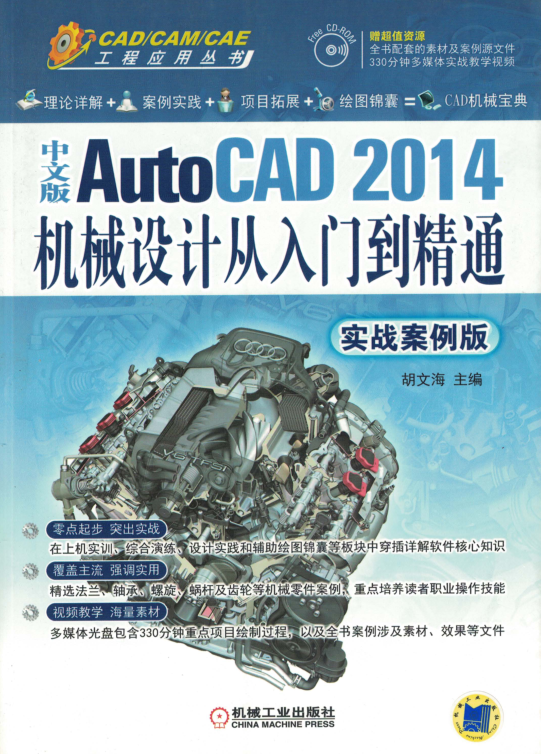 CAD/CAM/CAE
工程应用丛书
Free CD-ROM
赠超值资源
全书配套的素材及案例源文件
330分钟多媒体实战教学视频
理论详解+案例实践+项目拓展+绘图锦囊=CAD机械宝典
中文版
AutoCAD 2014
机械设计从入门到精通
实战案例版
胡文海 主编
V8 FSI
零点起步 突出实战
在上机实训、综合演练、设计实践和辅助绘图锦囊等板块中穿插详解软件核心知识
覆盖主流 强调实用
精选法兰、轴承、螺旋、蜗杆及齿轮等机械零件案例，重点培养读者职业操作技能
视频教学 海量素材
多媒体光盘包含330分钟重点项目绘制过程，以及全书案例涉及素材、效果等文件
机械工业出版社
CHINA MACHINE PRESS